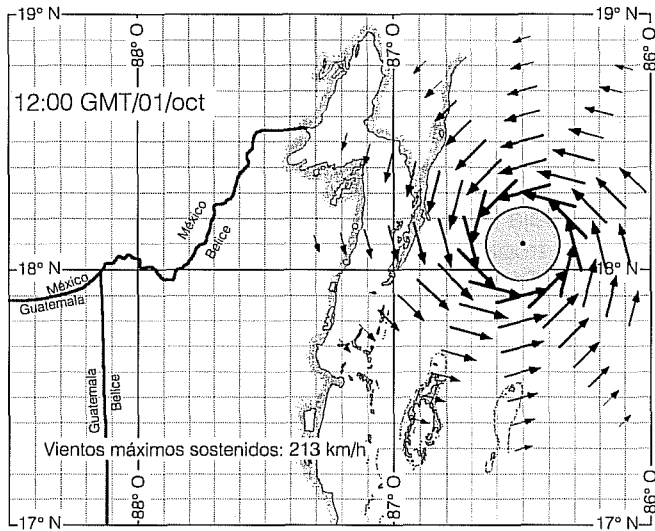 19° N
19° N
88° O
87° O
86° O
12:00 GMT/01/oct
México
Belice
18° N
México
Guatemala
Guatemala
Belice
Vientos máximos sostenidos: 213 km/h
17° N
17° N
88° O
87° O
86° O